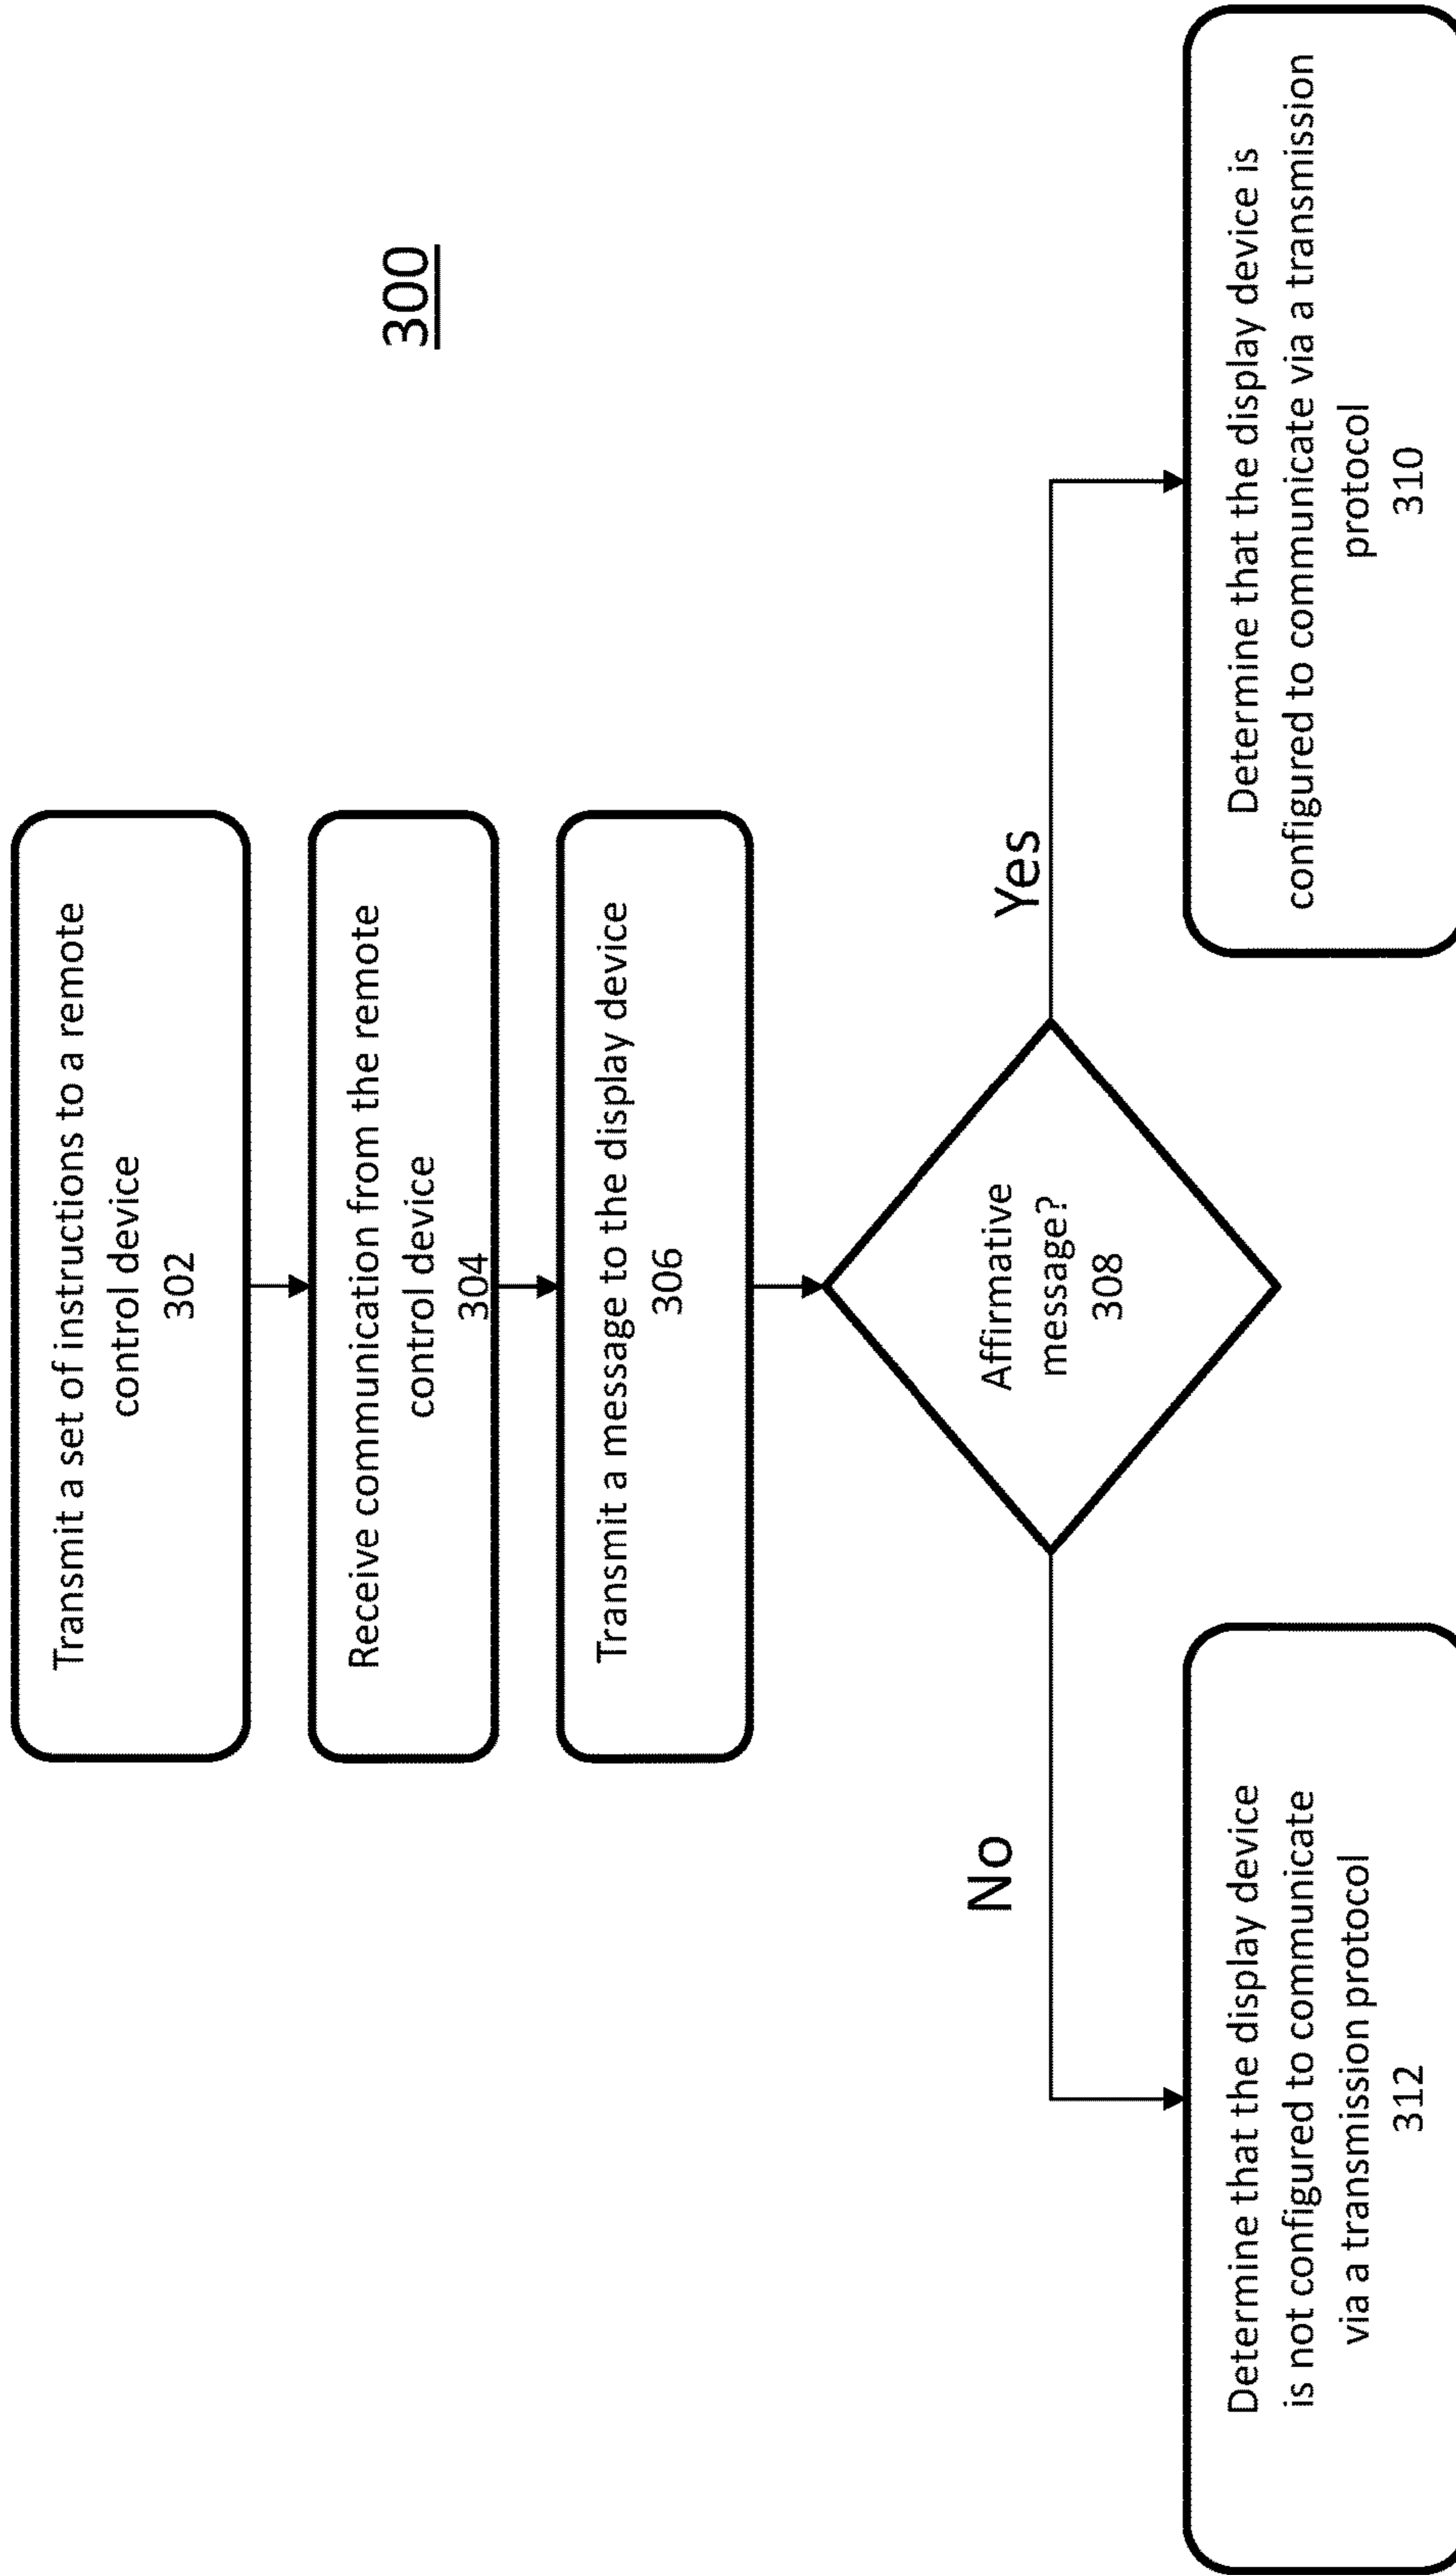 300
Transmit a set of instructions to a remote
control device
302
Receive communication from the remote
control device
304
Transmit a message to the display device
306
Affirmative
message?
308
No
Yes
Determine that the display device
is not configured to communicate
via a transmission protocol
312
Determine that the display device is
configured to communicate via a transmission
protocol
310